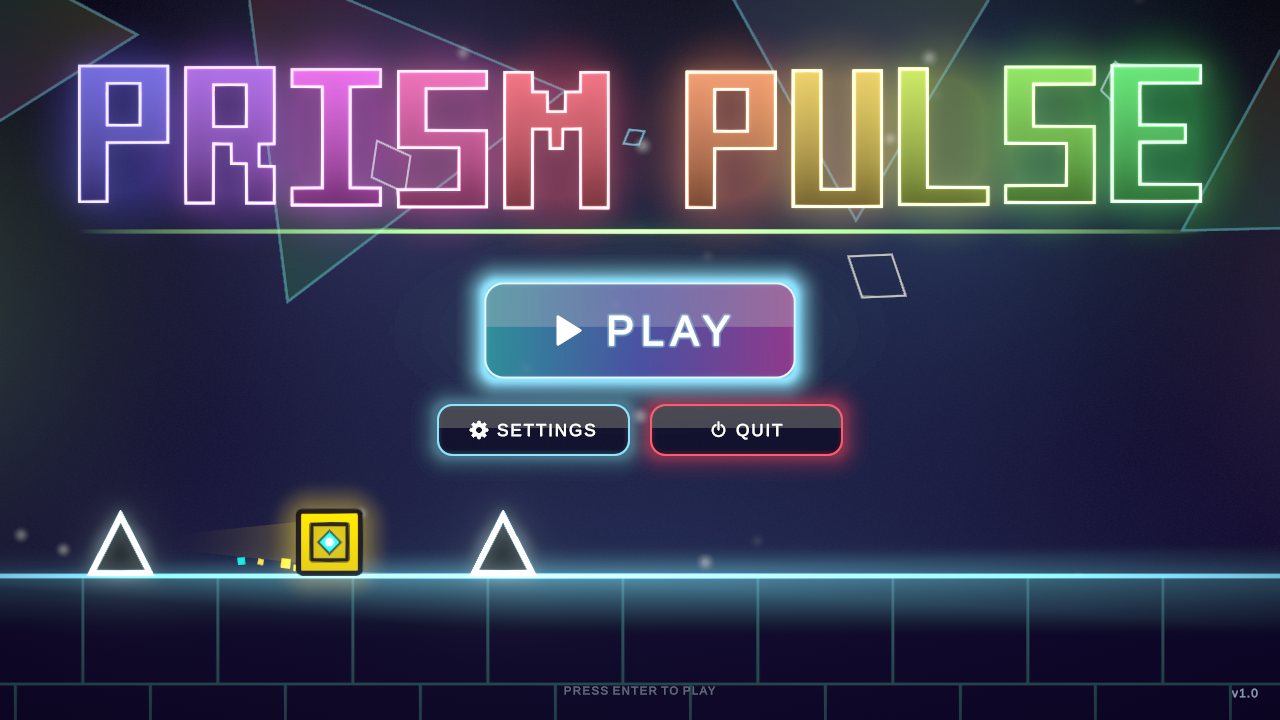 PRISM PULSE
PLAY
SETTINGS QUIT
PRESS ENTER TO PLAY
v1.0